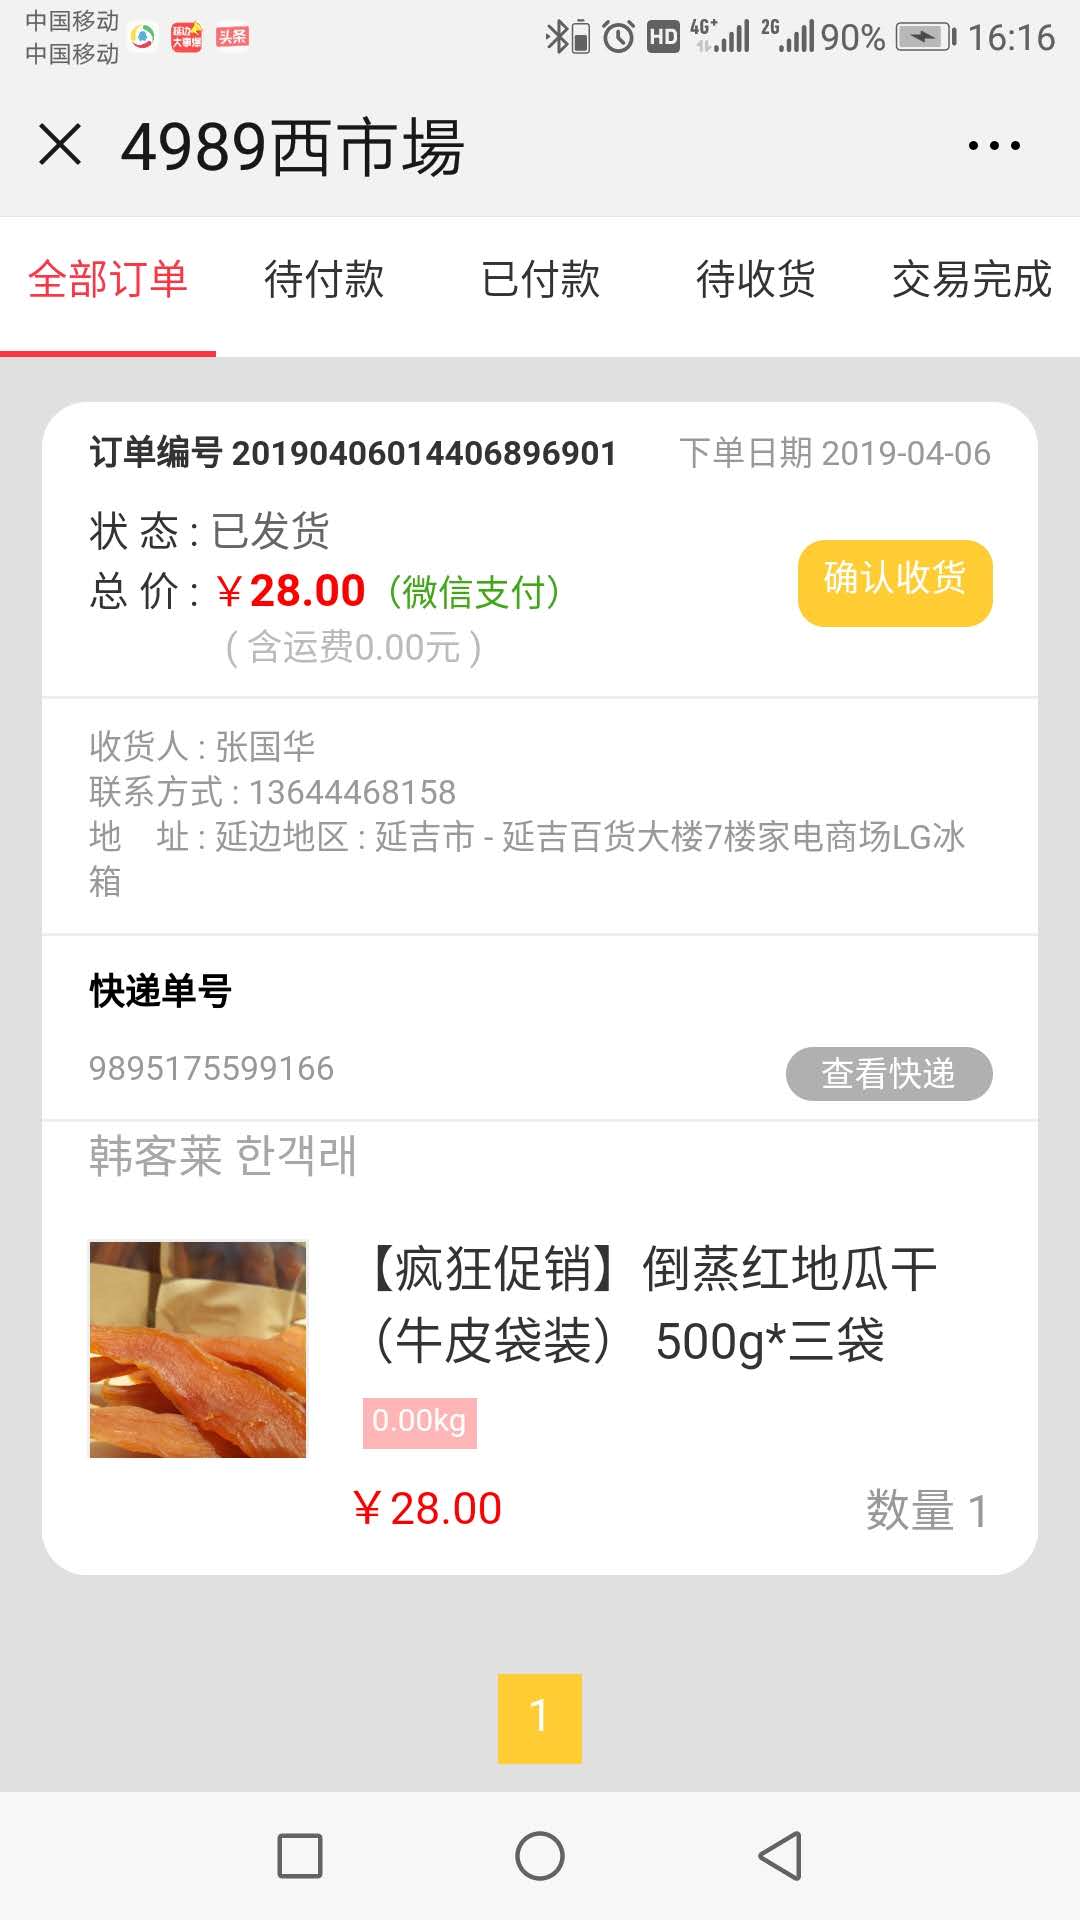 中国移动
中国移动
延边大事爆
头条
HD 4G+ 2G 90% 16:16
4989西市場
全部订单 待付款 已付款 待收货 交易完成
订单编号 20190406014406896901 下单日期 2019-04-06
状 态 : 已发货
总 价 : ￥28.00（微信支付）
确认收货
( 含运费0.00元 )
收货人 : 张国华
联系方式 : 13644468158
地 址 : 延边地区 : 延吉市 - 延吉百货大楼7楼家电商场LG冰
箱
快递单号
9895175599166 查看快递
韩客莱 한객래
【疯狂促销】倒蒸红地瓜干
（牛皮袋装） 500g*三袋
0.00kg
￥28.00 数量 1
1